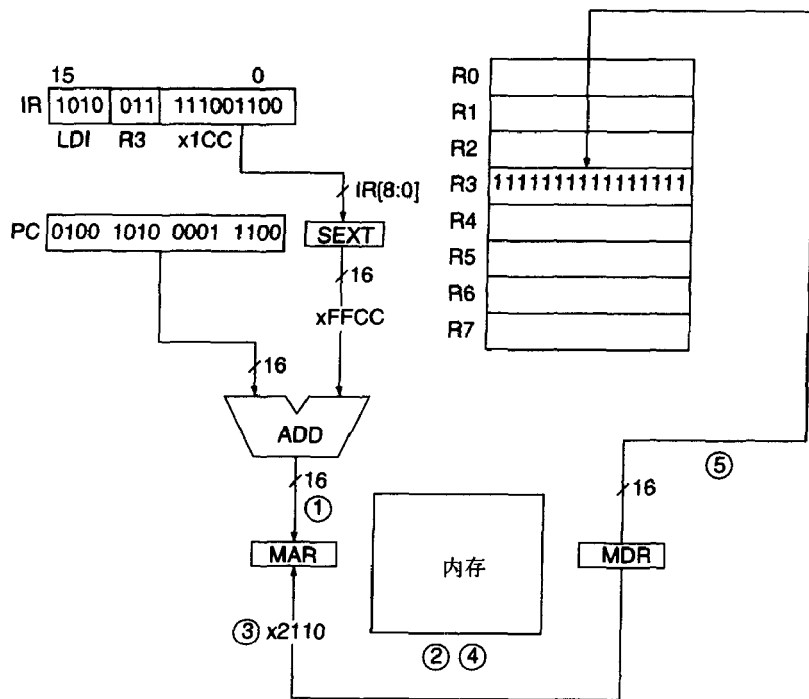 15 0
IR 1010 011 111001100
LDI R3 x1CC
IR[8:0]
PC 0100 1010 0001 1100
SEXT
16
xFFCC
16
ADD
16
①
MAR
③ x2110
内存
② ④
R0
R1
R2
R3 1111111111111111
R4
R5
R6
R7
⑤
16
MDR